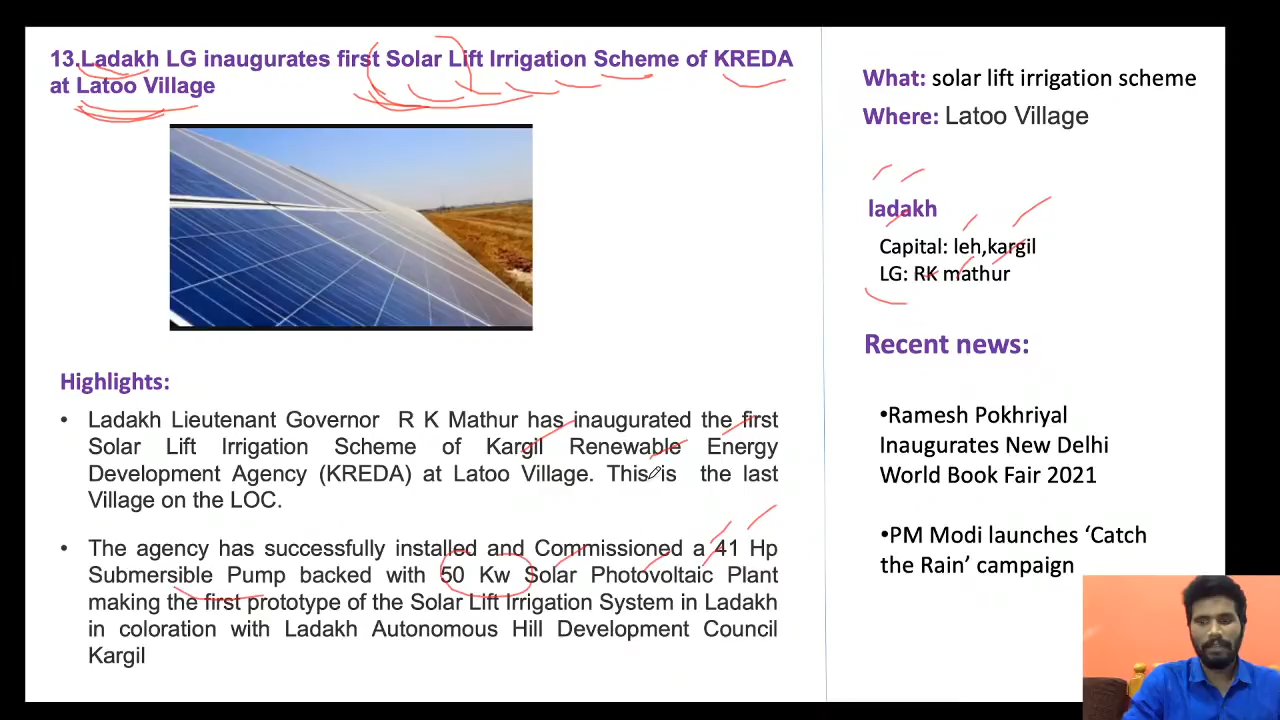 13.Ladakh LG inaugurates first Solar Lift Irrigation Scheme of KREDA
at Latoo Village
Highlights:
• Ladakh Lieutenant Governor R K Mathur has inaugurated the first
Solar Lift Irrigation Scheme of Kargil Renewable Energy
Development Agency (KREDA) at Latoo Village. This is the last
Village on the LOC.
• The agency has successfully installed and Commissioned a 41 Hp
Submersible Pump backed with 50 Kw Solar Photovoltaic Plant
making the first prototype of the Solar Lift Irrigation System in Ladakh
in coloration with Ladakh Autonomous Hill Development Council
Kargil
What: solar lift irrigation scheme
Where: Latoo Village
ladakh
Capital: leh,kargil
LG: RK mathur
Recent news:
•Ramesh Pokhriyal
Inaugurates New Delhi
World Book Fair 2021
•PM Modi launches ‘Catch
the Rain’ campaign